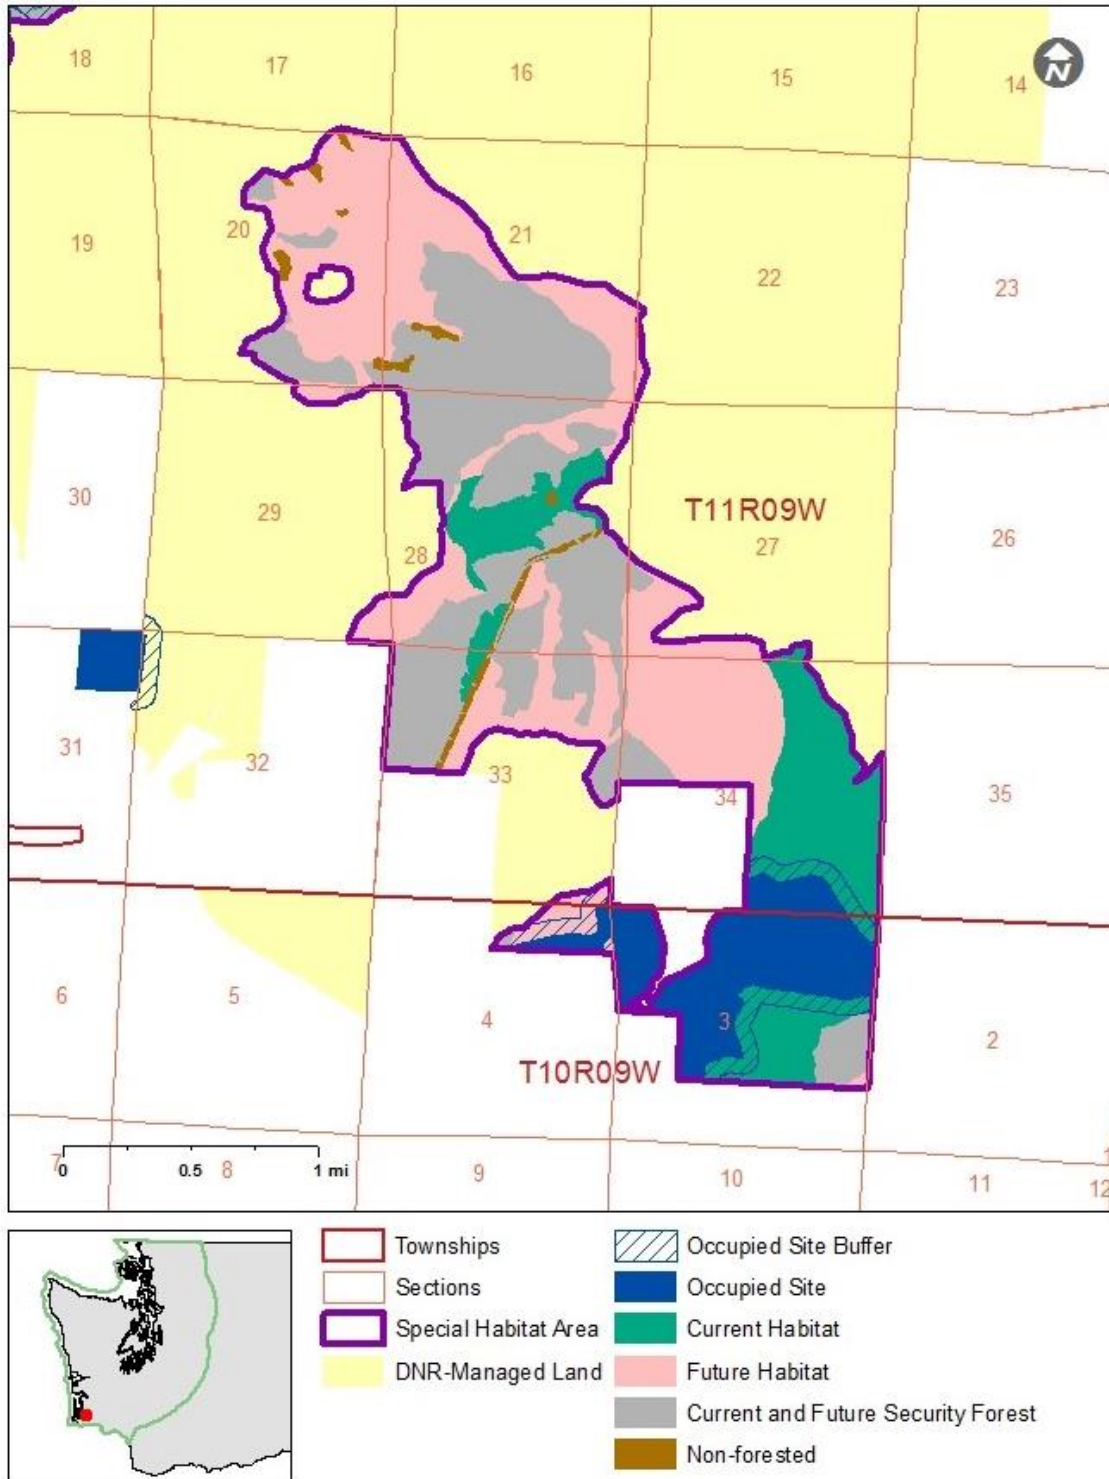 18 17 16 15 14
N
19 20 21 22 23
30 29 28 27 26
T11R09W
31 32 33 34 35
6 5 4 3 2
T10R09W
7 8 9 10 11 12
1
0 0.5 1 mi
Townships
Sections
Special Habitat Area
DNR-Managed Land
Occupied Site Buffer
Occupied Site
Current Habitat
Future Habitat
Current and Future Security Forest
Non-forested